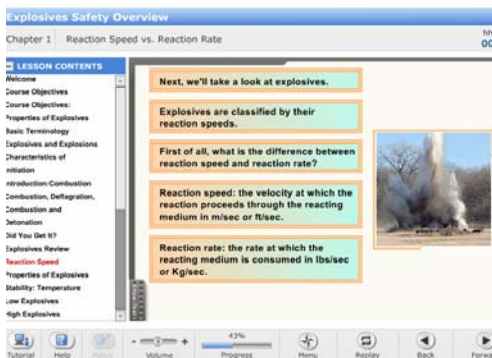 Explosives Safety Overview
Chapter 1 Reaction Speed vs. Reaction Rate
hh
00
LESSON CONTENTS
Welcome
Course Objectives
Course Objectives:
Properties of Explosives
Basic Terminology
Explosives and Explosions
Characteristics of
Initiation
Introduction:Combustion
Combustion, Deflagration,
Combustion and
Detonation
Did You Get It?
Explosives Review
Reaction Speed
Properties of Explosives
Stability: Temperature
Low Explosives
High Explosives
Next, we'll take a look at explosives.
Explosives are classified by their
reaction speeds.
First of all, what is the difference between
reaction speed and reaction rate?
Reaction speed: the velocity at which the
reaction proceeds through the reacting
medium in m/sec or ft/sec.
Reaction rate: the rate at which the
reacting medium is consumed in lbs/sec
or Kg/sec.
Tutorial
Help
- +
Volume
43%
Progress
Menu
Replay
Back
Forwa